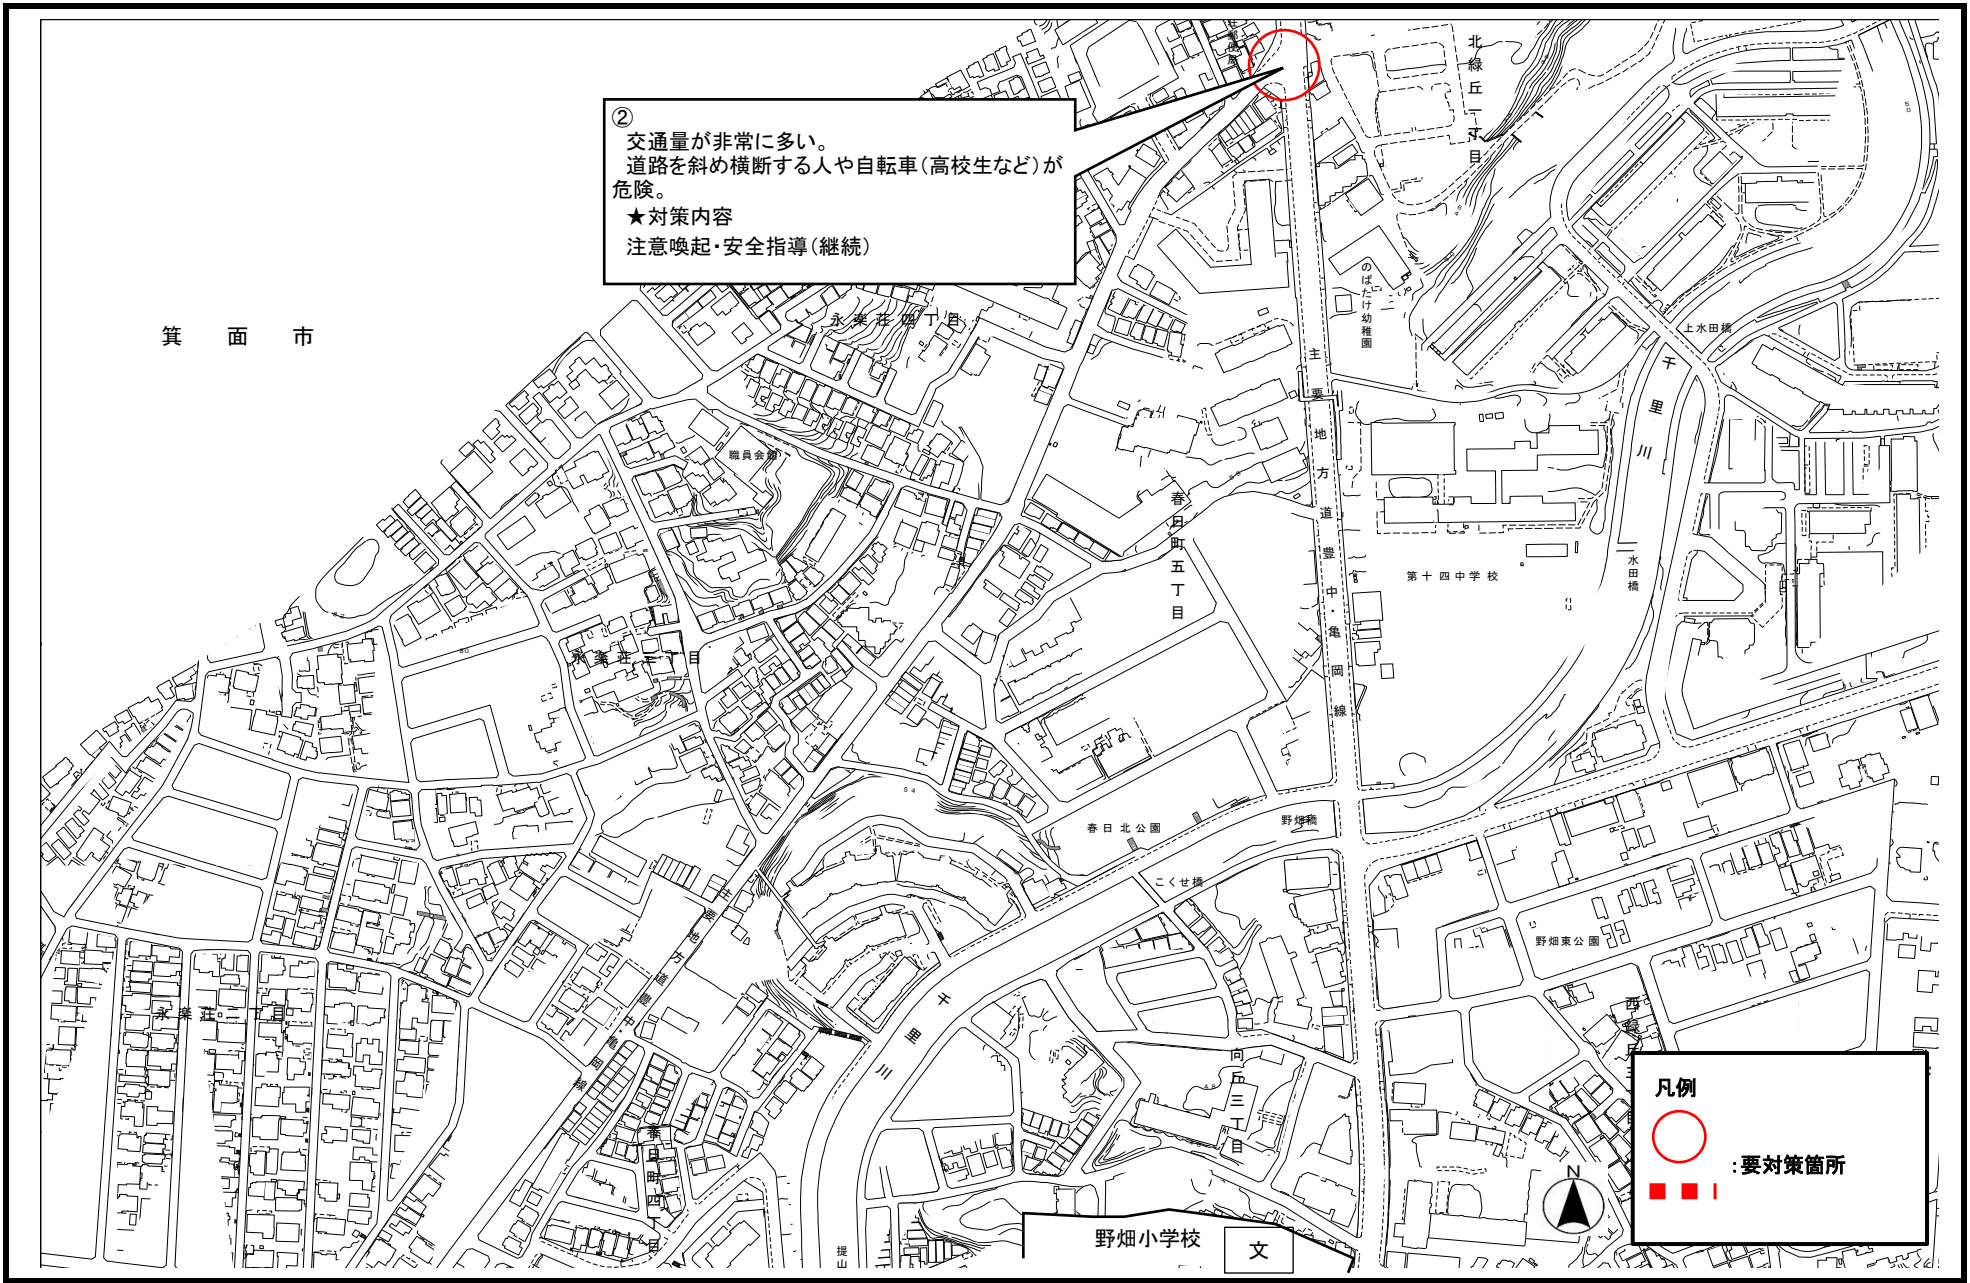 ②
交通量が非常に多い。
道路を斜め横断する人や自転車(高校生など)が
危険。
★対策内容
注意喚起・安全指導(継続)
箕面市
北緑丘一丁目
のばたけ幼稚園
上水田橋
千里川
永楽荘四丁目
職員会館
主要地方道豊中・亀岡線
春日町五丁目
第十四中学校
水田橋
永楽荘三丁目
60
54
春日北公園
野畑橋
こくせ橋
野畑東公園
主要地方道豊中亀岡線
千里川
永楽荘二丁目
向丘三丁目
48
春日町四丁目
野畑小学校
文
N
凡例
:要対策箇所